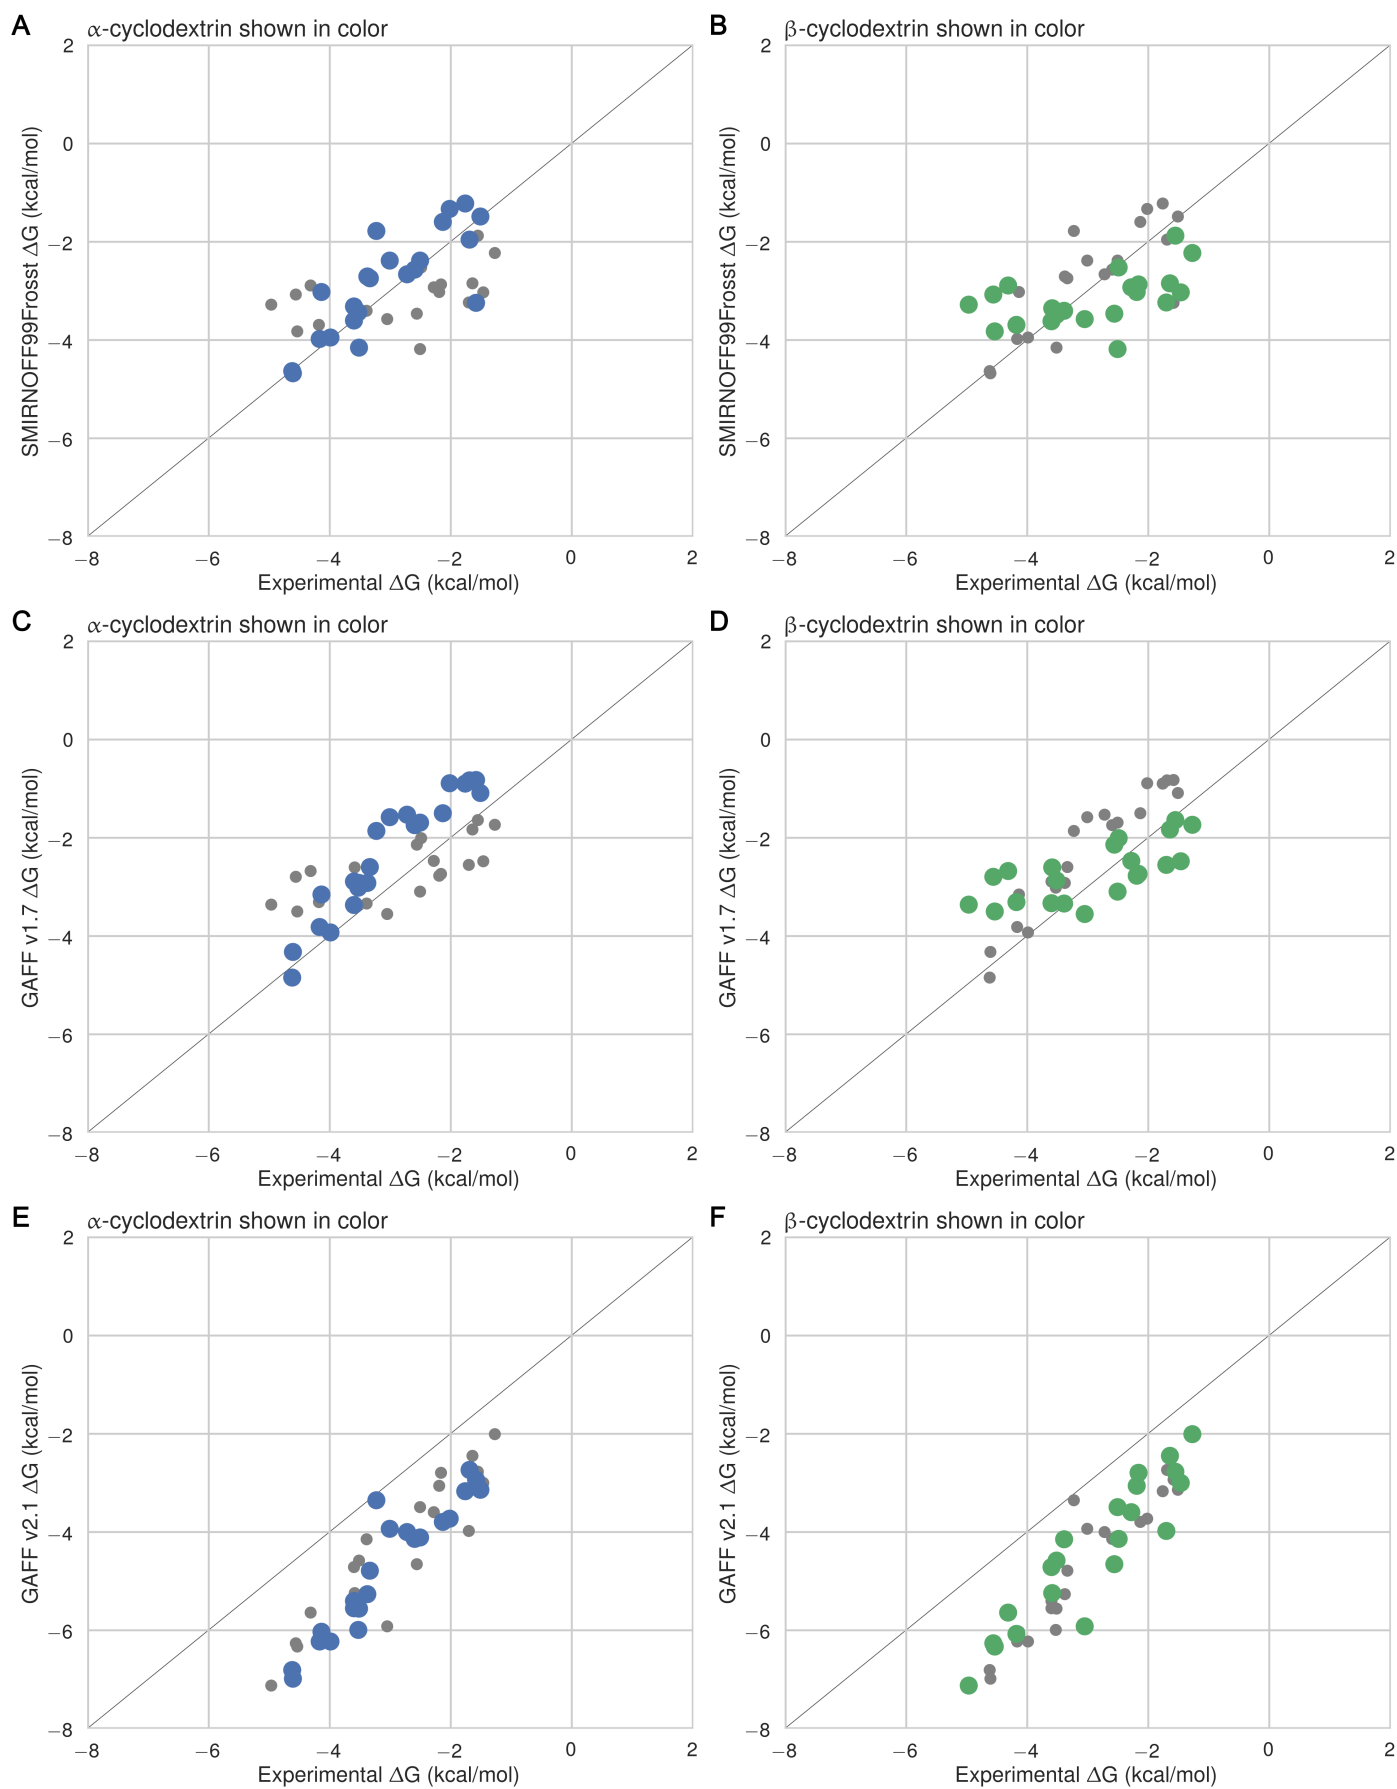 A α-cyclodextrin shown in color
2
0
−2
−4
−6
−8
SMIRNOFF99Frosst ΔG (kcal/mol)
−8 −6 −4 −2 0 2
Experimental ΔG (kcal/mol)
B β-cyclodextrin shown in color
2
0
−2
−4
−6
−8
SMIRNOFF99Frosst ΔG (kcal/mol)
−8 −6 −4 −2 0 2
Experimental ΔG (kcal/mol)
C α-cyclodextrin shown in color
2
0
−2
−4
−6
−8
GAFF v1.7 ΔG (kcal/mol)
−8 −6 −4 −2 0 2
Experimental ΔG (kcal/mol)
D β-cyclodextrin shown in color
2
0
−2
−4
−6
−8
GAFF v1.7 ΔG (kcal/mol)
−8 −6 −4 −2 0 2
Experimental ΔG (kcal/mol)
E α-cyclodextrin shown in color
2
0
−2
−4
−6
−8
GAFF v2.1 ΔG (kcal/mol)
−8 −6 −4 −2 0 2
Experimental ΔG (kcal/mol)
F β-cyclodextrin shown in color
2
0
−2
−4
−6
−8
GAFF v2.1 ΔG (kcal/mol)
−8 −6 −4 −2 0 2
Experimental ΔG (kcal/mol)